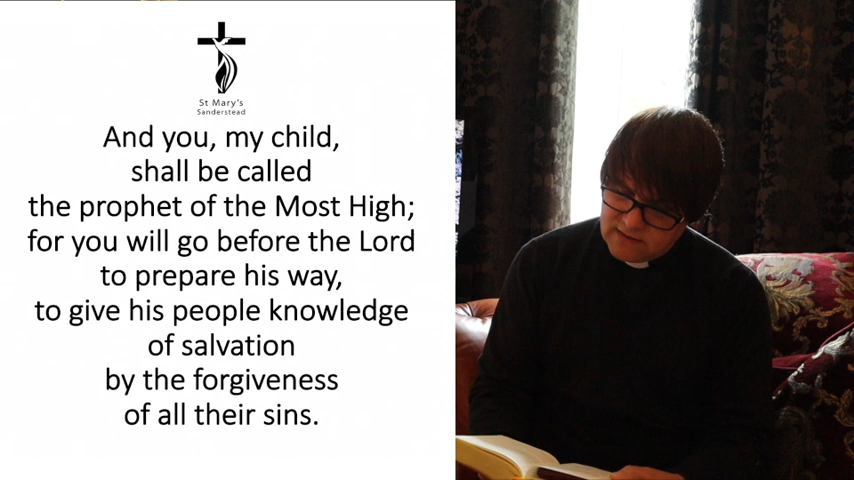 St Mary's
Sanderstead
And you, my child,
shall be called
the prophet of the Most High;
for you will go before the Lord
to prepare his way,
to give his people knowledge
of salvation
by the forgiveness
of all their sins.